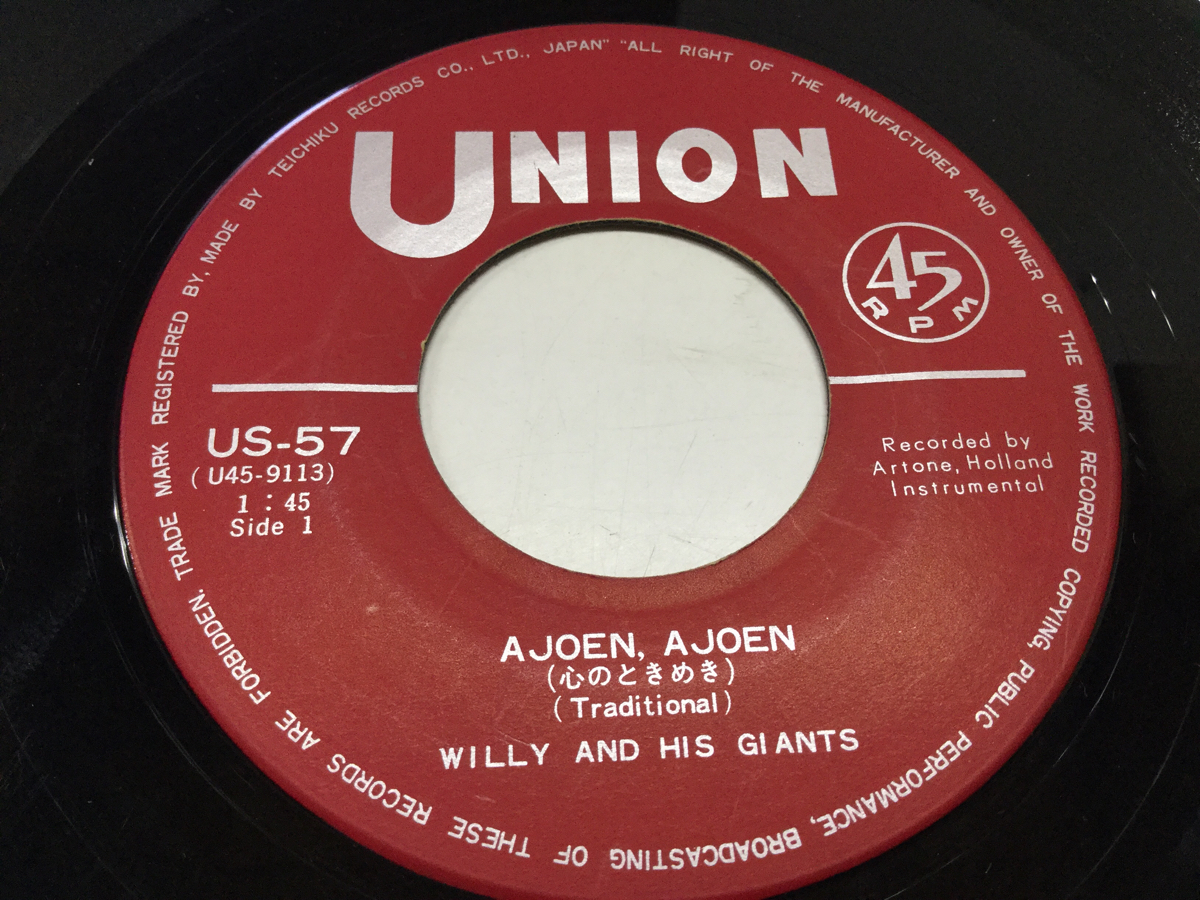 TRADE MARK REGISTERED BY, MADE BY TEICHIKU RECORDS CO., LTD., JAPAN" "ALL RIGHT OF THE MANUFACTURER AND OWNER OF THE WORK RECORDED COPYING, PUBLIC PERFORMANCE, BROADCASTING OF THESE RECORDS ARE FORBIDDEN.
UNION
45
RPM
US-57
(U45-9113)
1 : 45
Side 1
Recorded by
Artone, Holland
Instrumental
AJOEN, AJOEN
(心のときめき)
(Traditional)
WILLY AND HIS GIANTS